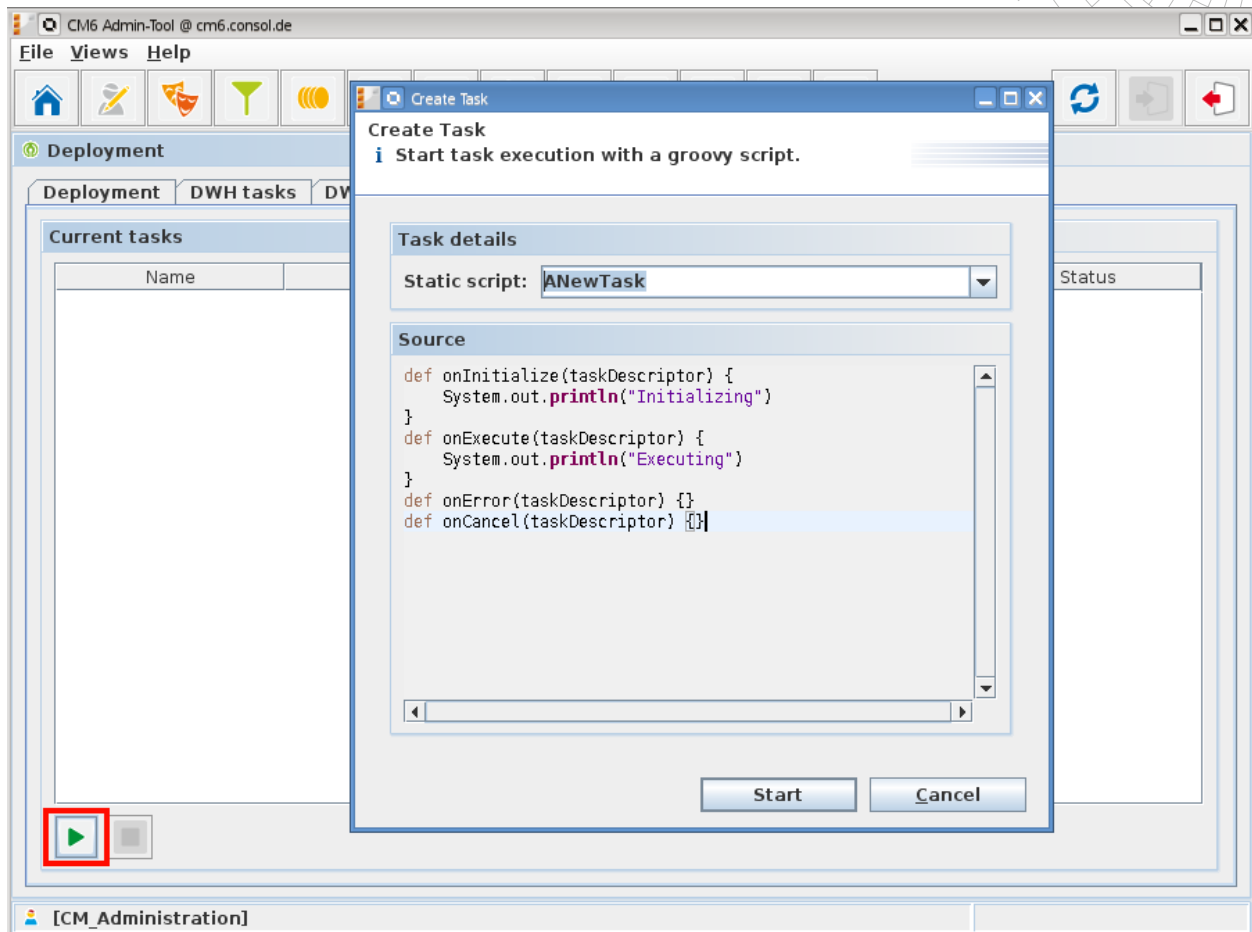 CM6 Admin-Tool @ cm6.consol.de
File Views Help
Create Task
Create Task
i Start task execution with a groovy script.
Deployment
Deployment DWH tasks DW
Current tasks
Name Status
Task details
Static script: ANewTask
Source
def onInitialize(taskDescriptor) {
    System.out.println("Initializing")
}
def onExecute(taskDescriptor) {
    System.out.println("Executing")
}
def onError(taskDescriptor) {}
def onCancel(taskDescriptor) {}
Start Cancel
[CM_Administration]